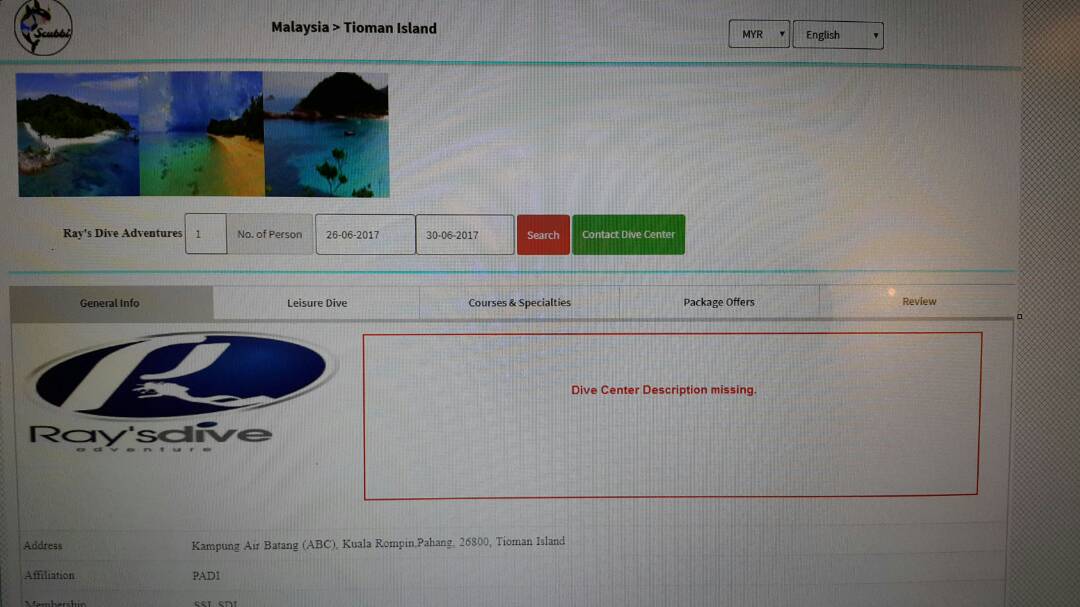 Scubbi
Malaysia > Tioman Island
MYR
English
Ray's Dive Adventures
1
No. of Person
26-06-2017
30-06-2017
Search
Contact Dive Center
General Info
Leisure Dive
Courses & Specialties
Package Offers
Review
Ray'sdive
adventure
Dive Center Description missing.
Address
Kampung Air Batang (ABC), Kuala Rompin,Pahang, 26800, Tioman Island
Affiliation
PADI
Membership
SSI, SDI